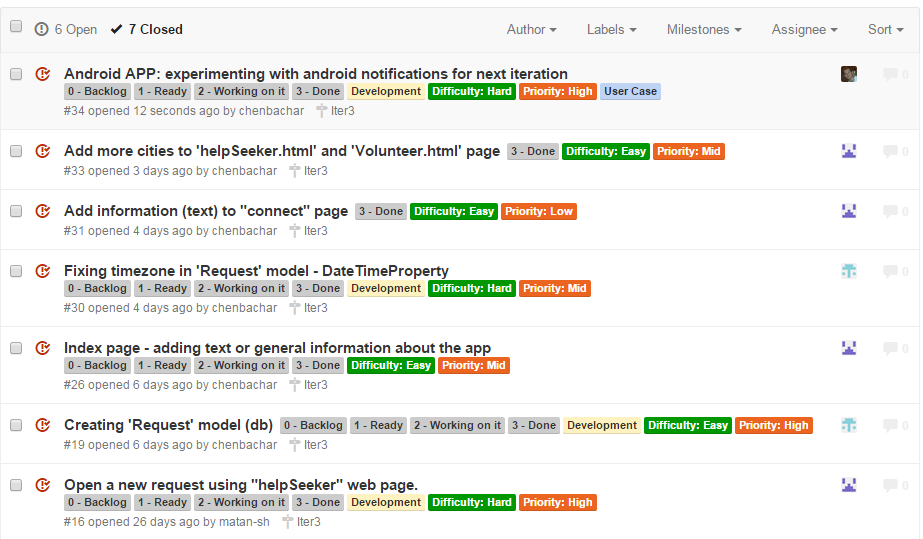 6 Open 7 Closed Author Labels Milestones Assignee Sort
Android APP: experimenting with android notifications for next iteration
0 - Backlog 1 - Ready 2 - Working on it 3 - Done Development Difficulty: Hard Priority: High User Case
#34 opened 12 seconds ago by chenbachar Iter3
0
Add more cities to 'helpSeeker.html' and 'Volunteer.html' page 3 - Done Difficulty: Easy Priority: Mid
#33 opened 3 days ago by chenbachar Iter3
0
Add information (text) to "connect" page 3 - Done Difficulty: Easy Priority: Low
#31 opened 4 days ago by chenbachar Iter3
0
Fixing timezone in 'Request' model - DateTimeProperty
0 - Backlog 1 - Ready 2 - Working on it 3 - Done Development Difficulty: Hard Priority: Mid
#30 opened 4 days ago by chenbachar Iter3
0
Index page - adding text or general information about the app
0 - Backlog 1 - Ready 2 - Working on it 3 - Done Difficulty: Easy Priority: Mid
#26 opened 6 days ago by chenbachar Iter3
0
Creating 'Request' model (db) 0 - Backlog 1 - Ready 2 - Working on it 3 - Done Development Difficulty: Easy Priority: High
#19 opened 6 days ago by chenbachar Iter3
0
Open a new request using "helpSeeker" web page.
0 - Backlog 1 - Ready 2 - Working on it 3 - Done Development Difficulty: Hard Priority: High
#16 opened 26 days ago by matan-sh Iter3
0